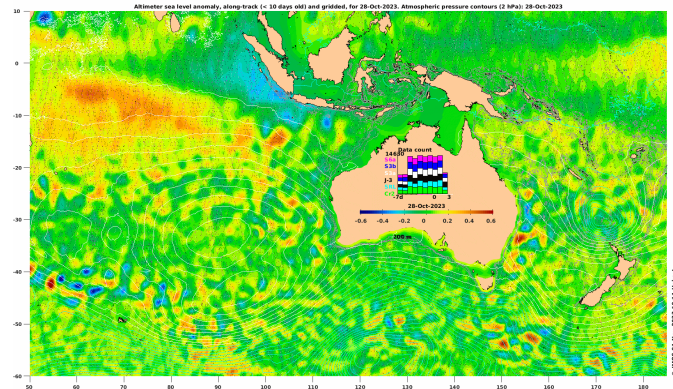 Altimeter sea level anomaly, along-track (< 10 days old) and gridded, for 28-Oct-2023. Atmospheric pressure contours (2 hPa): 28-Oct-2023
10
0
-10
-20
-30
-40
-50
-60
Data count
S6a
S3b
J-3
-7d 0 3
28-Oct-2023
-0.6 -0.4 -0.2 0 0.2 0.4 0.6
200 m
50 60 70 80 90 100 110 120 130 140 150 160 170 180